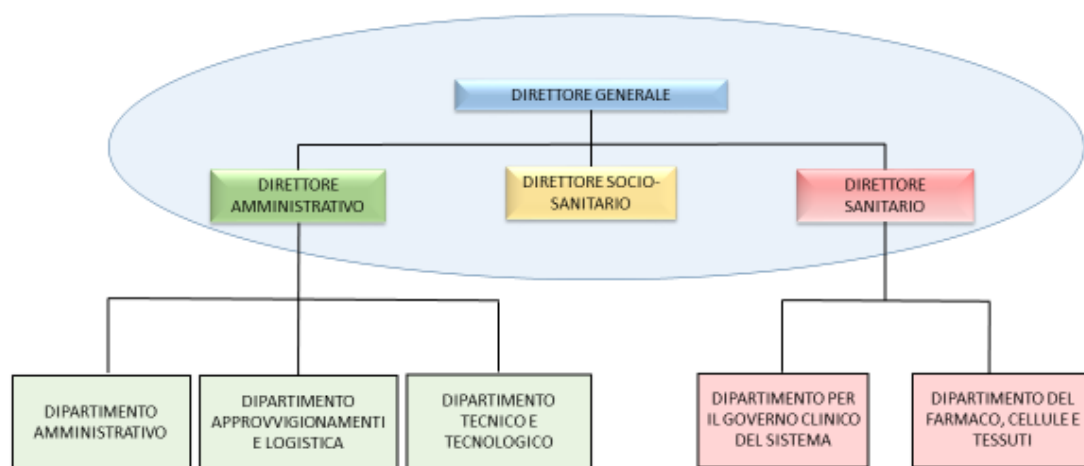 DIRETTORE GENERALE
DIRETTORE
AMMINISTRATIVO
DIRETTORE SOCIO-
SANITARIO
DIRETTORE
SANITARIO
DIPARTIMENTO
AMMINISTRATIVO
DIPARTIMENTO
APPROVVIGIONAMENTI
E LOGISTICA
DIPARTIMENTO
TECNICO E
TECNOLOGICO
DIPARTIMENTO PER
IL GOVERNO CLINICO
DEL SISTEMA
DIPARTIMENTO DEL
FARMACO, CELLULE E
TESSUTI